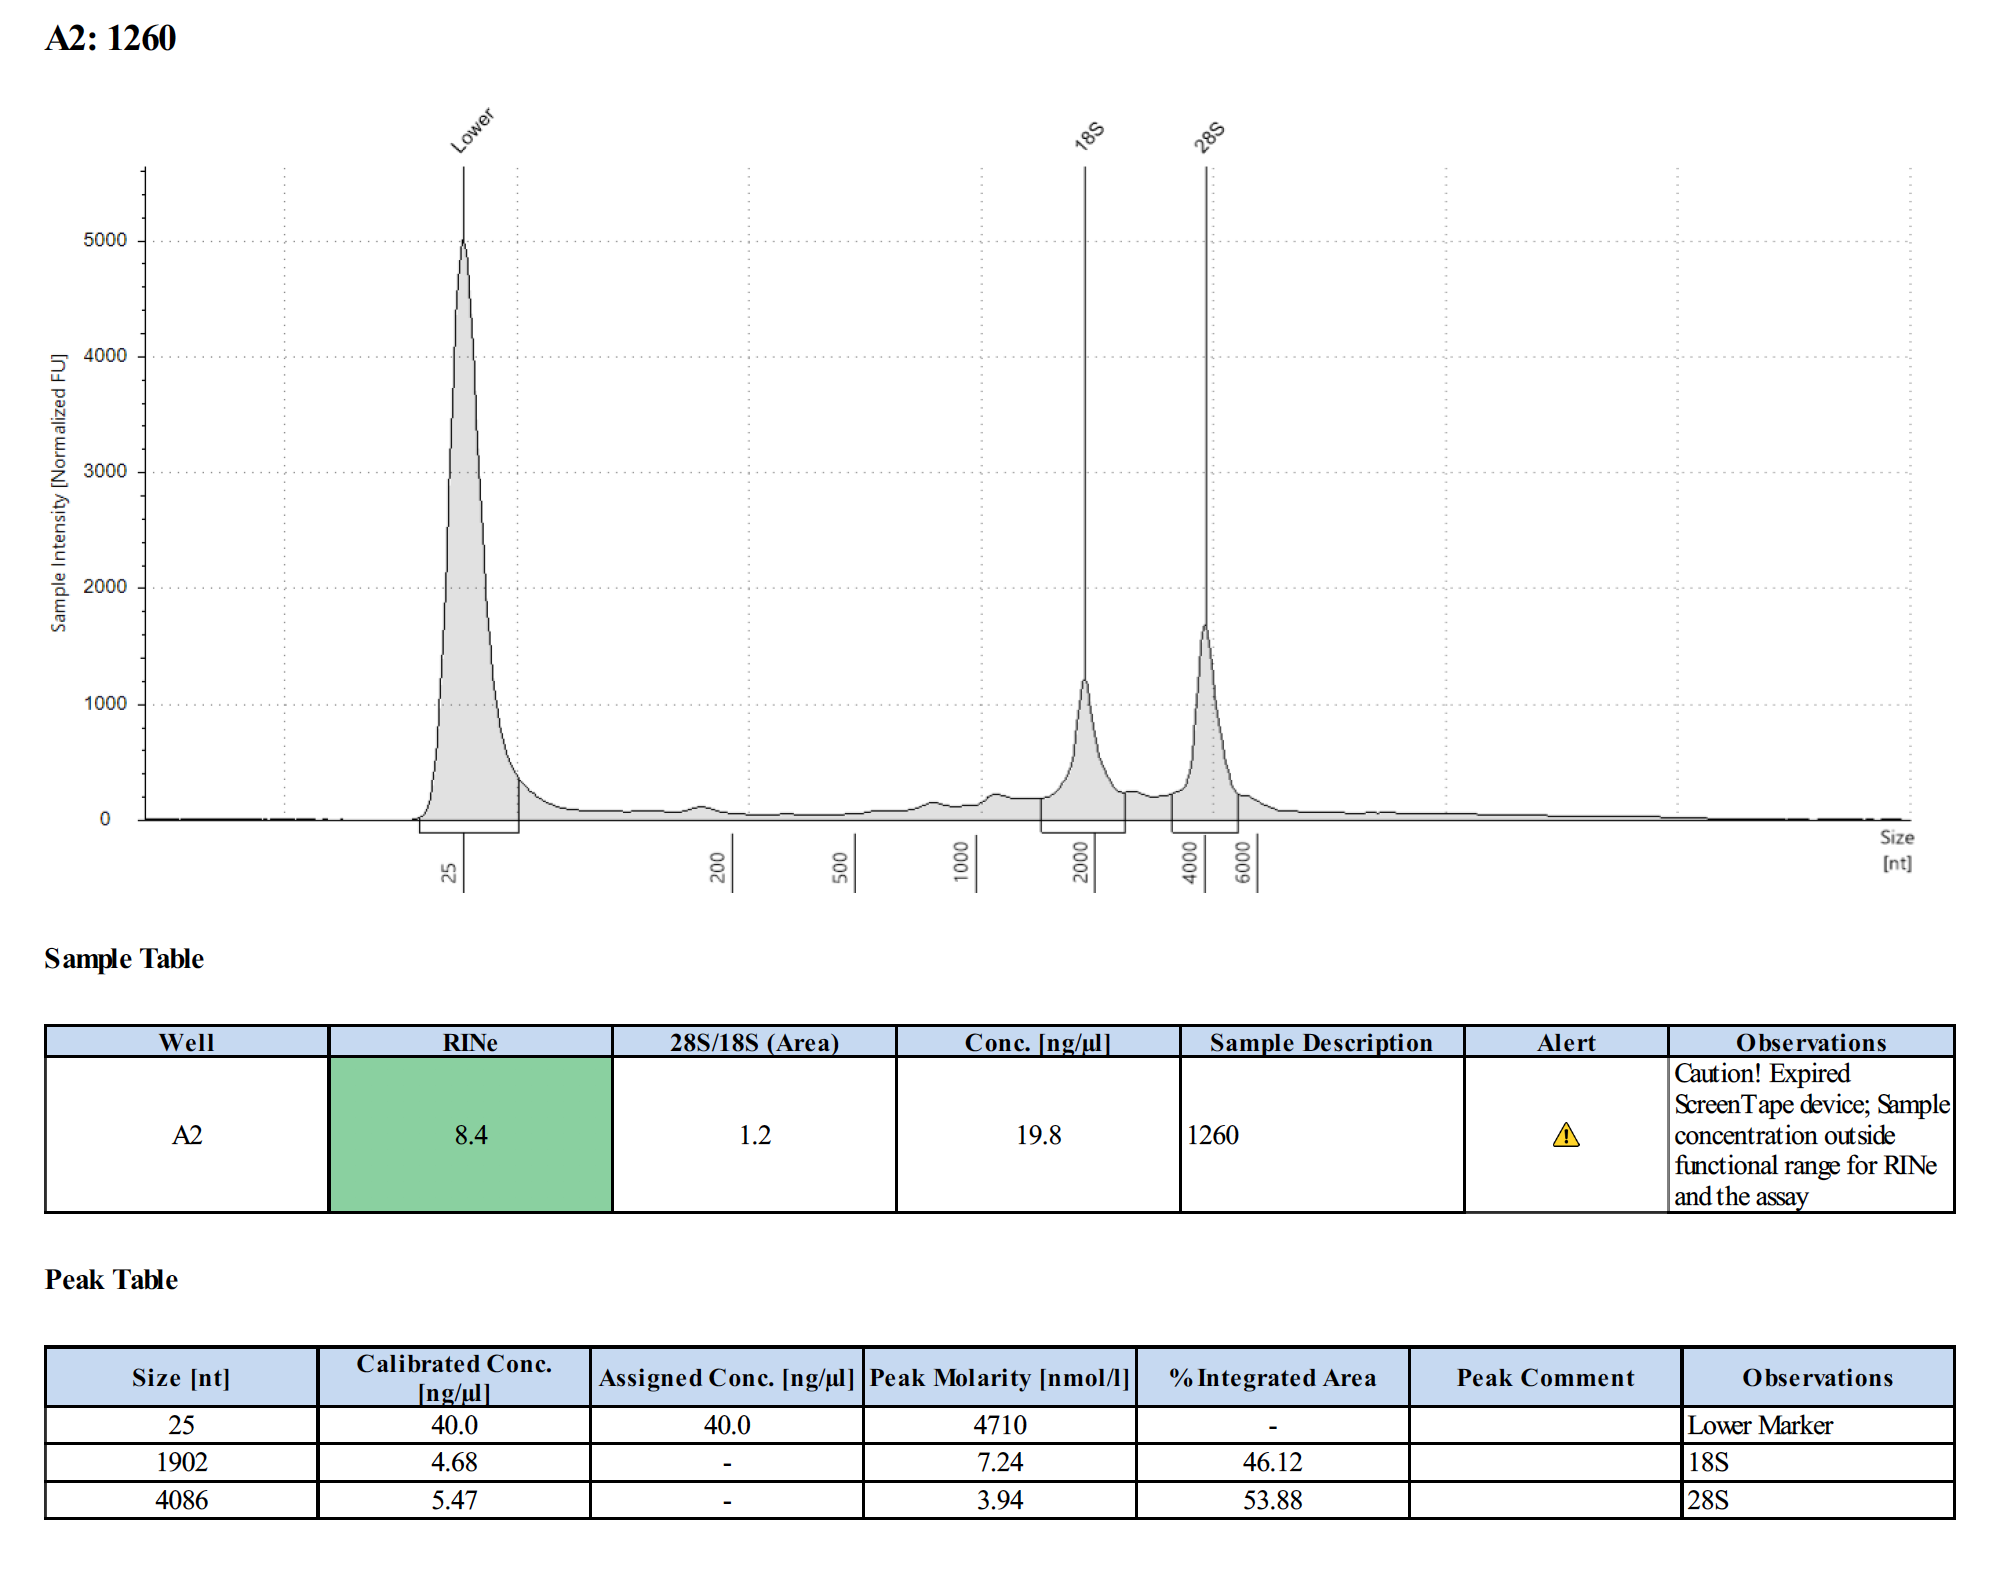 A2: 1260
Lower
18S
28S
Sample Intensity [Normalized FU]
5000
4000
3000
2000
1000
0
25
200
500
1000
2000
4000
6000
Size
[nt]
Sample Table
Well RINe 28S/18S (Area) Conc. [ng/µl] Sample Description Alert Observations
A2 8.4 1.2 19.8 1260 Caution! Expired
ScreenTape device; Sample
concentration outside
functional range for RINe
and the assay
Peak Table
Size [nt] Calibrated Conc. [ng/µl] Assigned Conc. [ng/µl] Peak Molarity [nmol/l] % Integrated Area Peak Comment Observations
25 40.0 40.0 4710 - Lower Marker
1902 4.68 - 7.24 46.12 18S
4086 5.47 - 3.94 53.88 28S